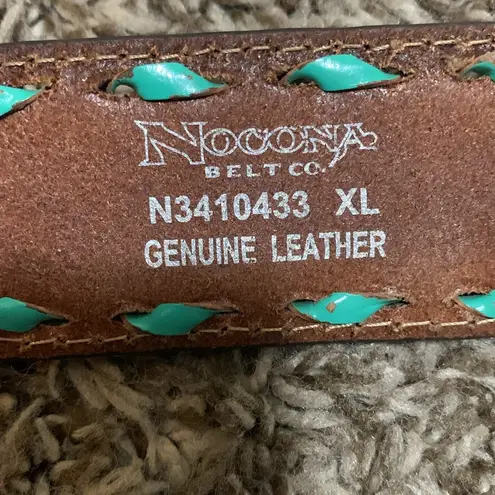 NOCONA
BELT CO.
N3410433 XL
GENUINE LEATHER